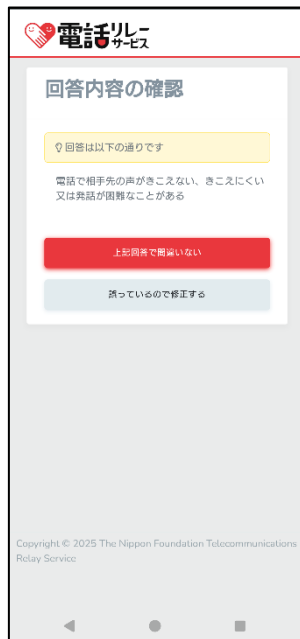 電話リレーサービス
回答内容の確認
回答は以下の通りです
電話で相手先の声がきこえない、きこえにくい
又は発話が困難なことがある
上記回答で間違いない
誤っているので修正する
Copyright © 2025 The Nippon Foundation Telecommunications
Relay Service